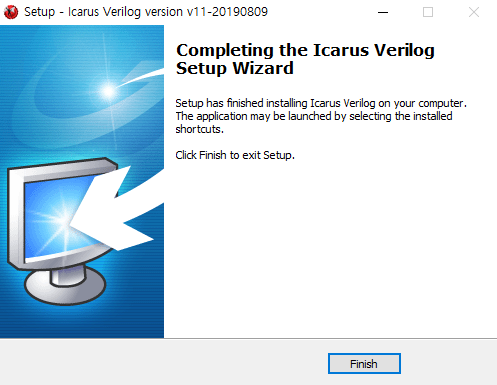 Setup - Icarus Verilog version v11-20190809
Completing the Icarus Verilog
Setup Wizard
Setup has finished installing Icarus Verilog on your computer.
The application may be launched by selecting the installed
shortcuts.
Click Finish to exit Setup.
Finish